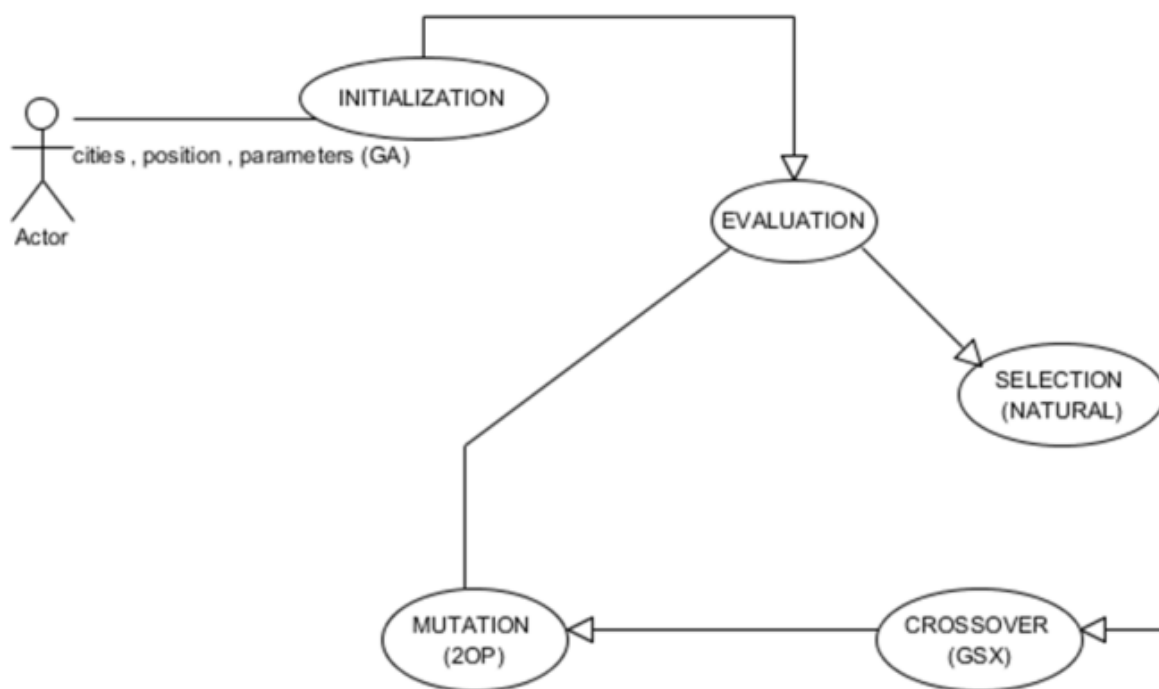 INITIALIZATION
cities , position , parameters (GA)
Actor
EVALUATION
SELECTION
(NATURAL)
MUTATION
(2OP)
CROSSOVER
(GSX)